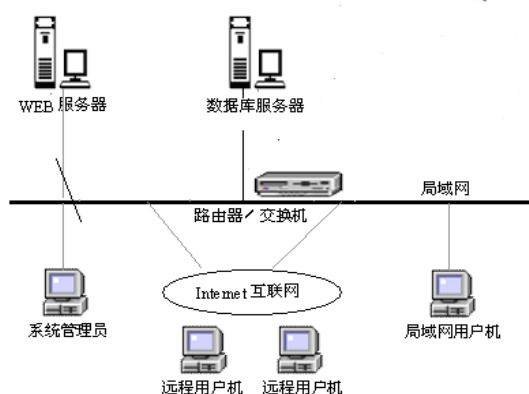 WEB 服务器
数据库服务器
局域网
路由器/交换机
Internet 互联网
系统管理员
局域网用户机
远程用户机
远程用户机